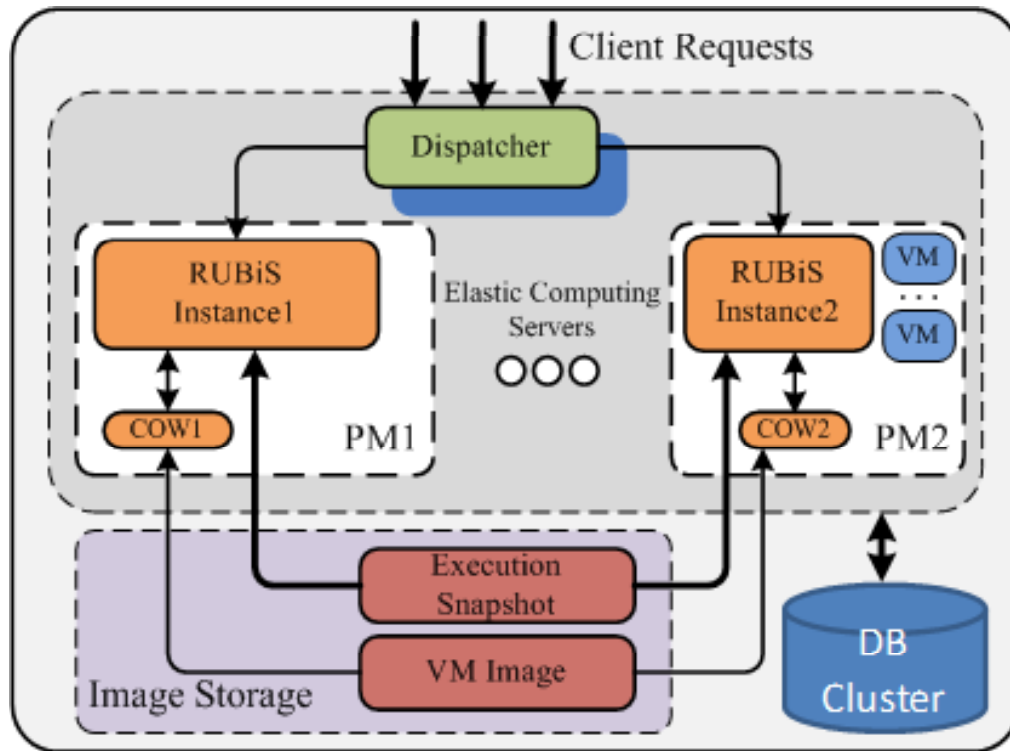 Client Requests
Dispatcher
RUBiS
Instance1
Elastic Computing
Servers
RUBiS
Instance2
VM
...
VM
COW1
PM1
COW2
PM2
Execution
Snapshot
VM Image
Image Storage
DB
Cluster